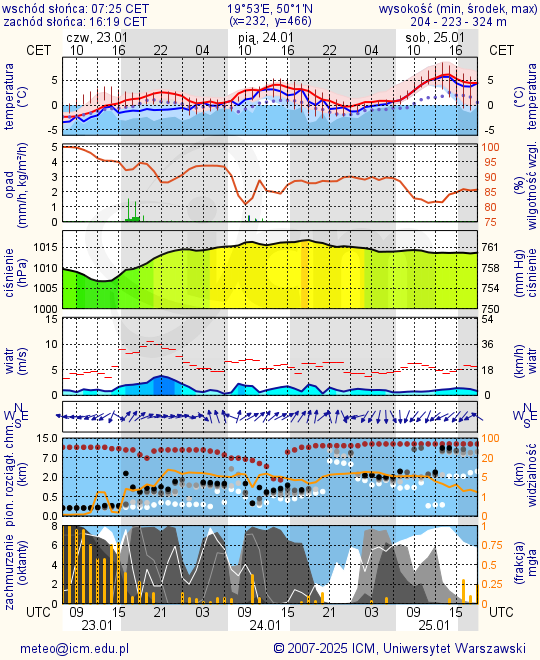 wschód słońca: 07:25 CET 19°53'E, 50°1'N wysokość (min, środek, max)
zachód słońca: 16:19 CET (x=232, y=466) 204 - 223 - 324 m
czw, 23.01 pią, 24.01 sob, 25.01
CET 10 16 22 04 10 16 22 04 10 16 CET
temperatura (°C) 5 0 -5 5 0 -5 temperatura (°C)
opad (mm/h, kg/m²/h) 5 4 3 2 1 0 100 95 90 85 80 75 (%) wilgotność wzgl.
ciśnienie (hPa) 1015 1010 1005 1000 761 758 754 750 (mm Hg) ciśnienie
wiatr (m/s) 15 10 5 0 54 36 18 0 (km/h) wiatr
N W E S N W E S
pion. rozciągł. chm. (km) 15.0 7.0 2.0 0.5 0.0 100 20 5 1 0 (km) widzialność
zachmurzenie (oktanty) 8 6 4 2 0 1 0.75 0.5 0.25 0 (frakcja) mgła
UTC 09 15 21 03 09 15 21 03 09 15 UTC
23.01 24.01 25.01
meteo@icm.edu.pl © 2007-2025 ICM, Uniwersytet Warszawski